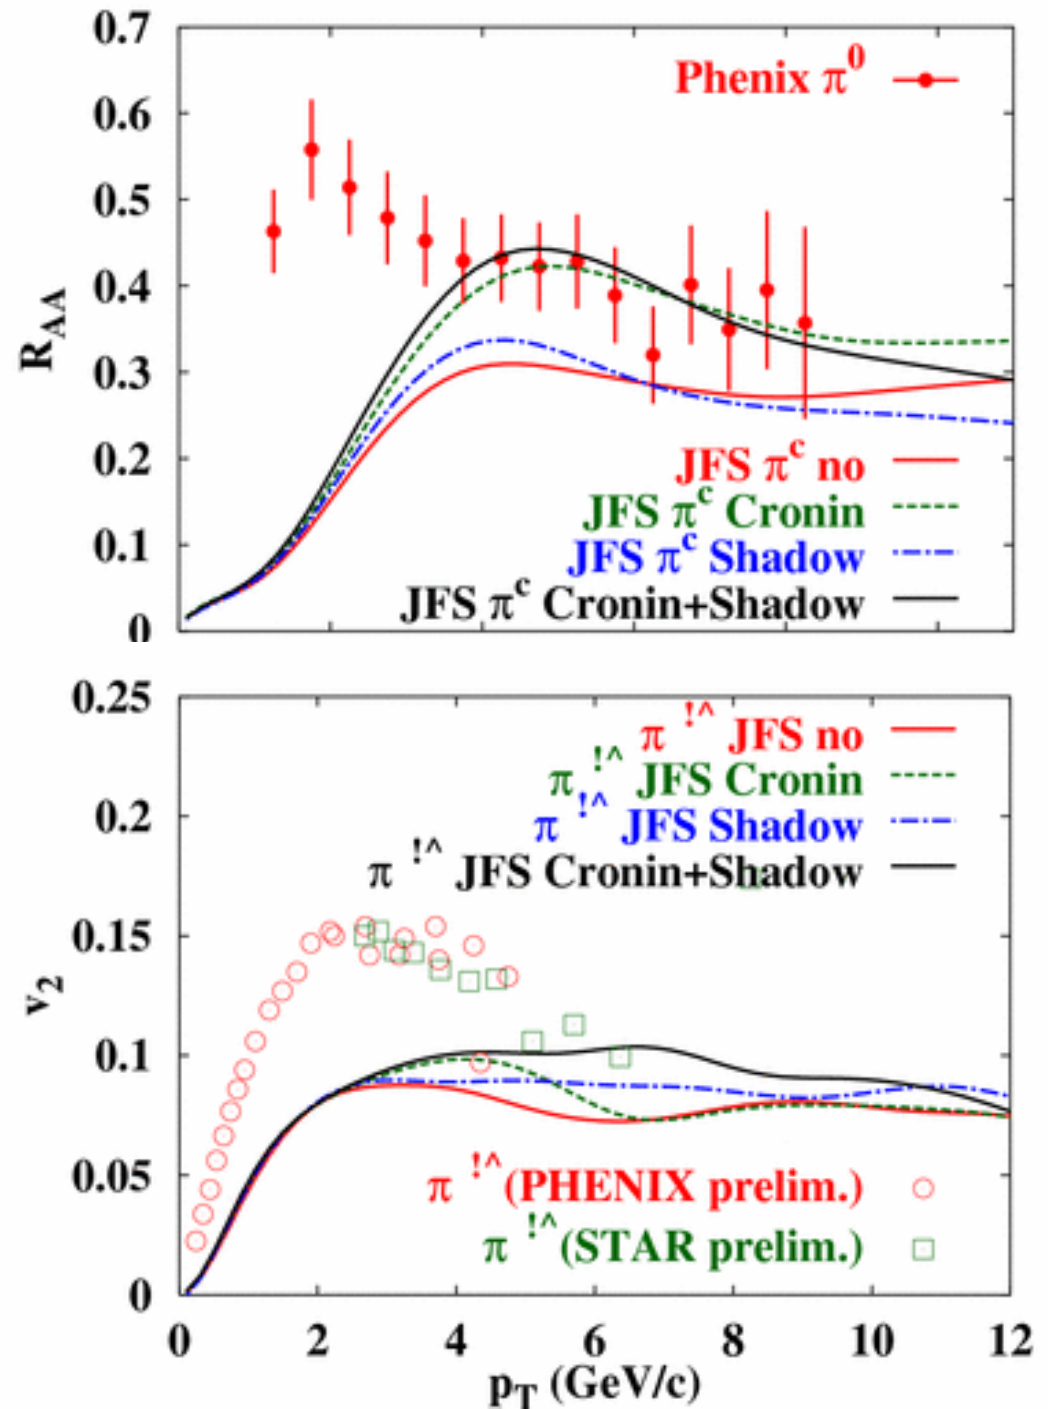 0.7
0.6
0.5
0.4
0.3
0.2
0.1
0
R_AA
Phenix π^0
JFS π^c no
JFS π^c Cronin
JFS π^c Shadow
JFS π^c Cronin+Shadow
0.25
0.2
0.15
0.1
0.05
0
v_2
π !^ JFS no
π !^ JFS Cronin
π !^ JFS Shadow
π !^ JFS Cronin+Shadow
π !^(PHENIX prelim.)
π !^(STAR prelim.)
0 2 4 6 8 10 12
p_T (GeV/c)